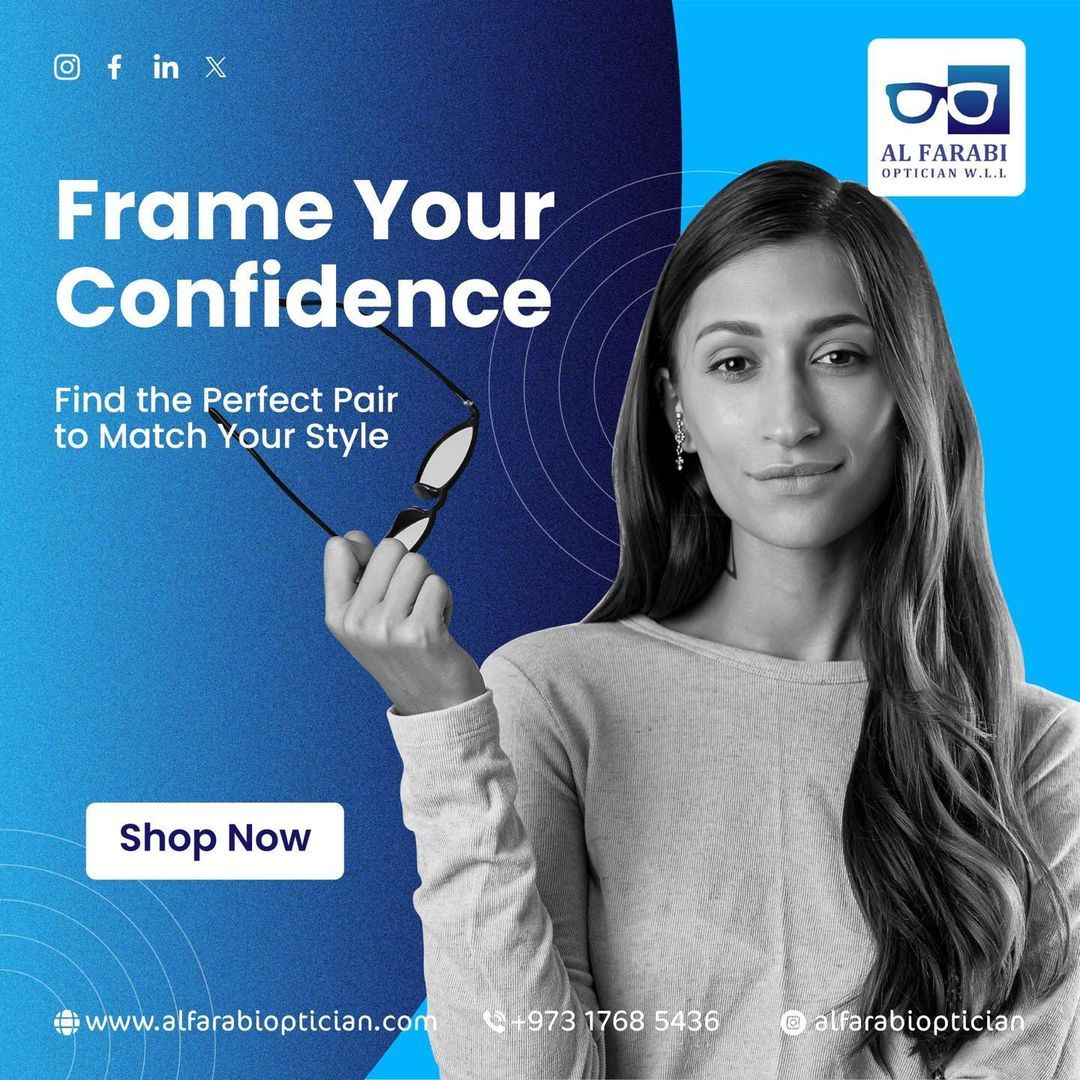 AL FARABI
OPTICIAN W.L.L
Frame Your
Confidence
Find the Perfect Pair
to Match Your Style
Shop Now
www.alfarabioptician.com
+973 1768 5436
alfarabioptician